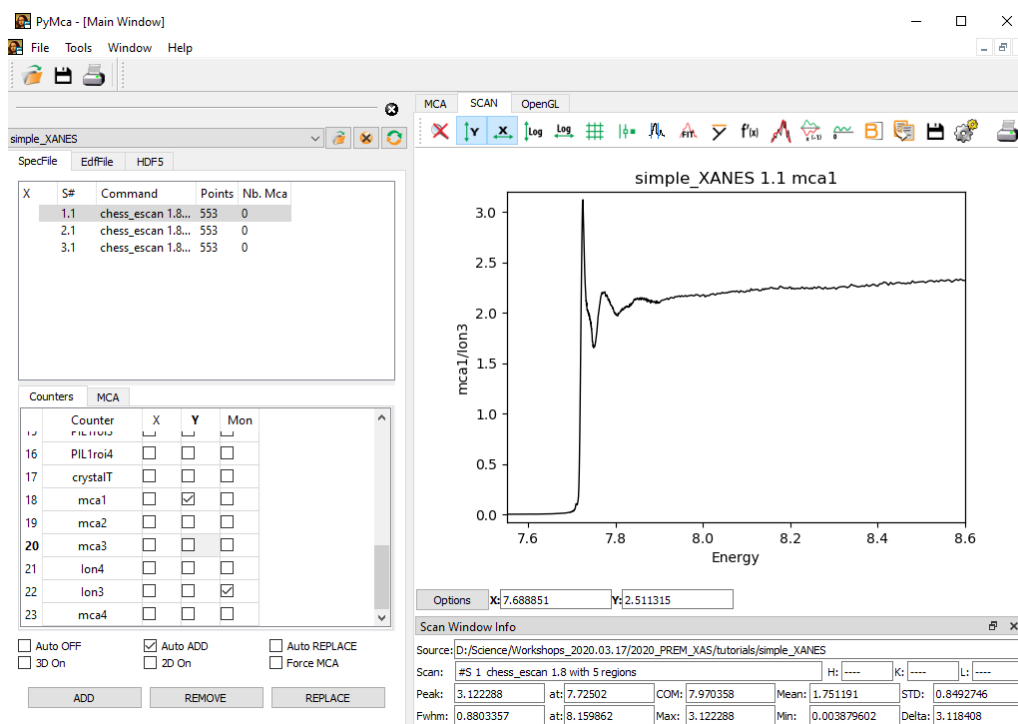 PyMca - [Main Window]
File Tools Window Help
MCA SCAN OpenGL
simple_XANES
SpecFile EdfFile HDF5
X S# Command Points Nb. Mca
1.1 chess_escan 1.8... 553 0
2.1 chess_escan 1.8... 553 0
3.1 chess_escan 1.8... 553 0
Counters MCA
Counter X Y Mon
16 PIL1roi4
17 crystalT
18 mca1
19 mca2
20 mca3
21 Ion4
22 Ion3
23 mca4
Auto OFF Auto ADD Auto REPLACE
3D On 2D On Force MCA
ADD REMOVE REPLACE
Y X Log Log FIT Y f'(x) B
simple_XANES 1.1 mca1
mca1/Ion3
3.0
2.5
2.0
1.5
1.0
0.5
0.0
7.6 7.8 8.0 8.2 8.4 8.6
Energy
Options X: 7.688851 Y: 2.511315
Scan Window Info
Source: D:/Science/Workshops_2020.03.17/2020_PREM_XAS/tutorials/simple_XANES
Scan: #S 1 chess_escan 1.8 with 5 regions H: ---- K: ---- L: ----
Peak: 3.122288 at: 7.72502 COM: 7.970358 Mean: 1.751191 STD: 0.8492746
Fwhm: 0.8803357 at: 8.159862 Max: 3.122288 Min: 0.003879602 Delta: 3.118408